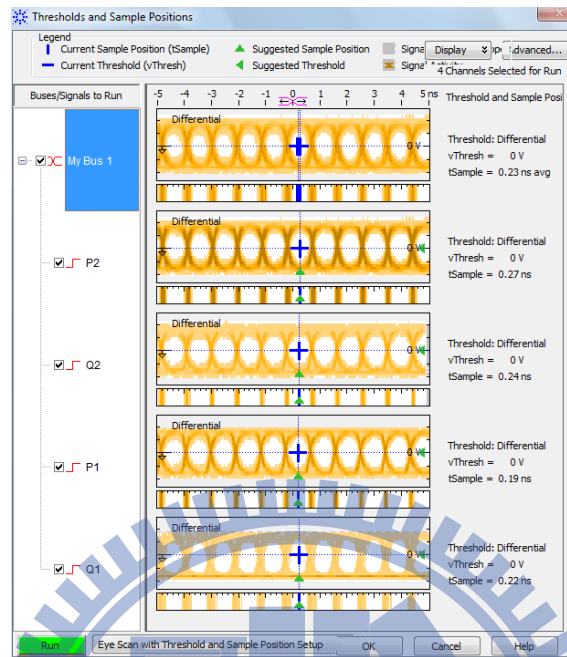 Thresholds and Sample Positions
Legend
Current Sample Position (tSample) Suggested Sample Position
Current Threshold (vThresh) Suggested Threshold
Display Advanced...
4 Channels Selected for Run
Buses/Signals to Run
-5 -4 -3 -2 -1 0 1 2 3 4 5 ns
Threshold and Sample Posi
Differential
0 V
My Bus 1
Threshold: Differential
vThresh = 0 V
tSample = 0.23 ns avg
Differential
0 V
P2
Threshold: Differential
vThresh = 0 V
tSample = 0.27 ns
Differential
0 V
Q2
Threshold: Differential
vThresh = 0 V
tSample = 0.24 ns
Differential
0 V
P1
Threshold: Differential
vThresh = 0 V
tSample = 0.19 ns
Differential
0 V
Q1
Threshold: Differential
vThresh = 0 V
tSample = 0.22 ns
Run Eye Scan with Threshold and Sample Position Setup OK Cancel Help